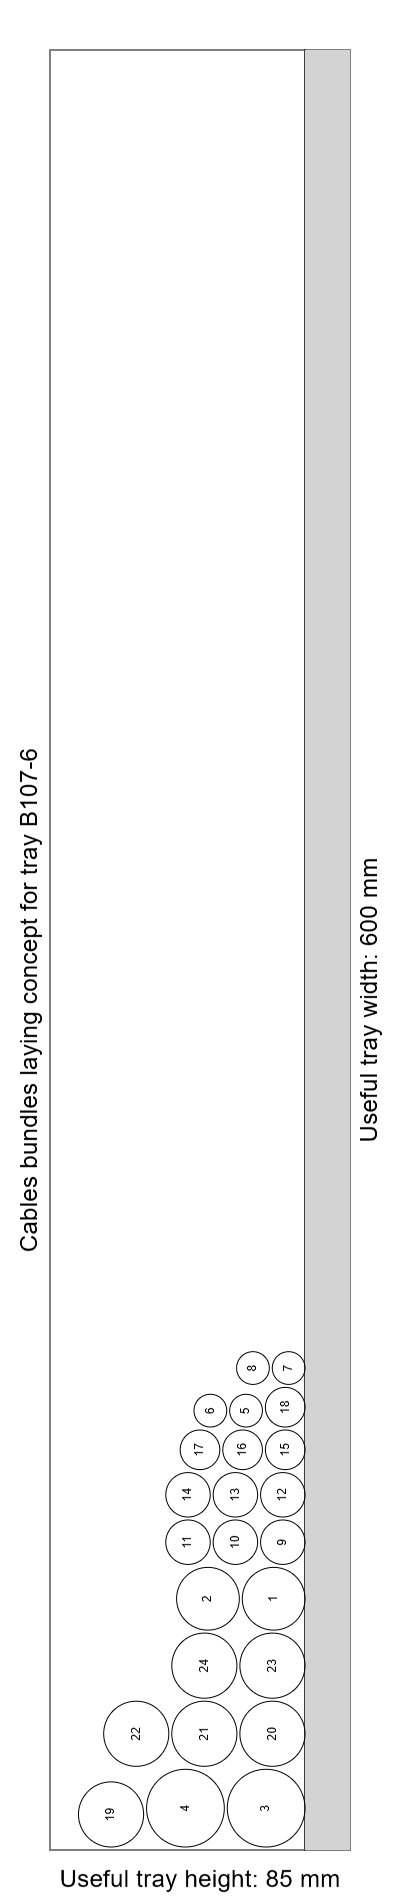 Cables bundles laying concept for tray B107-6
Useful tray width: 600 mm
8 7
6 5 18
17 16 15
14 13 12
11 10 9
2 1
24 23
22 21 20
19 4 3
Useful tray height: 85 mm